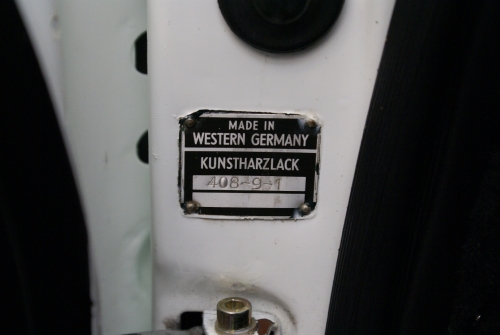 MADE IN
WESTERN GERMANY
KUNSTHARZLACK
408-9-1